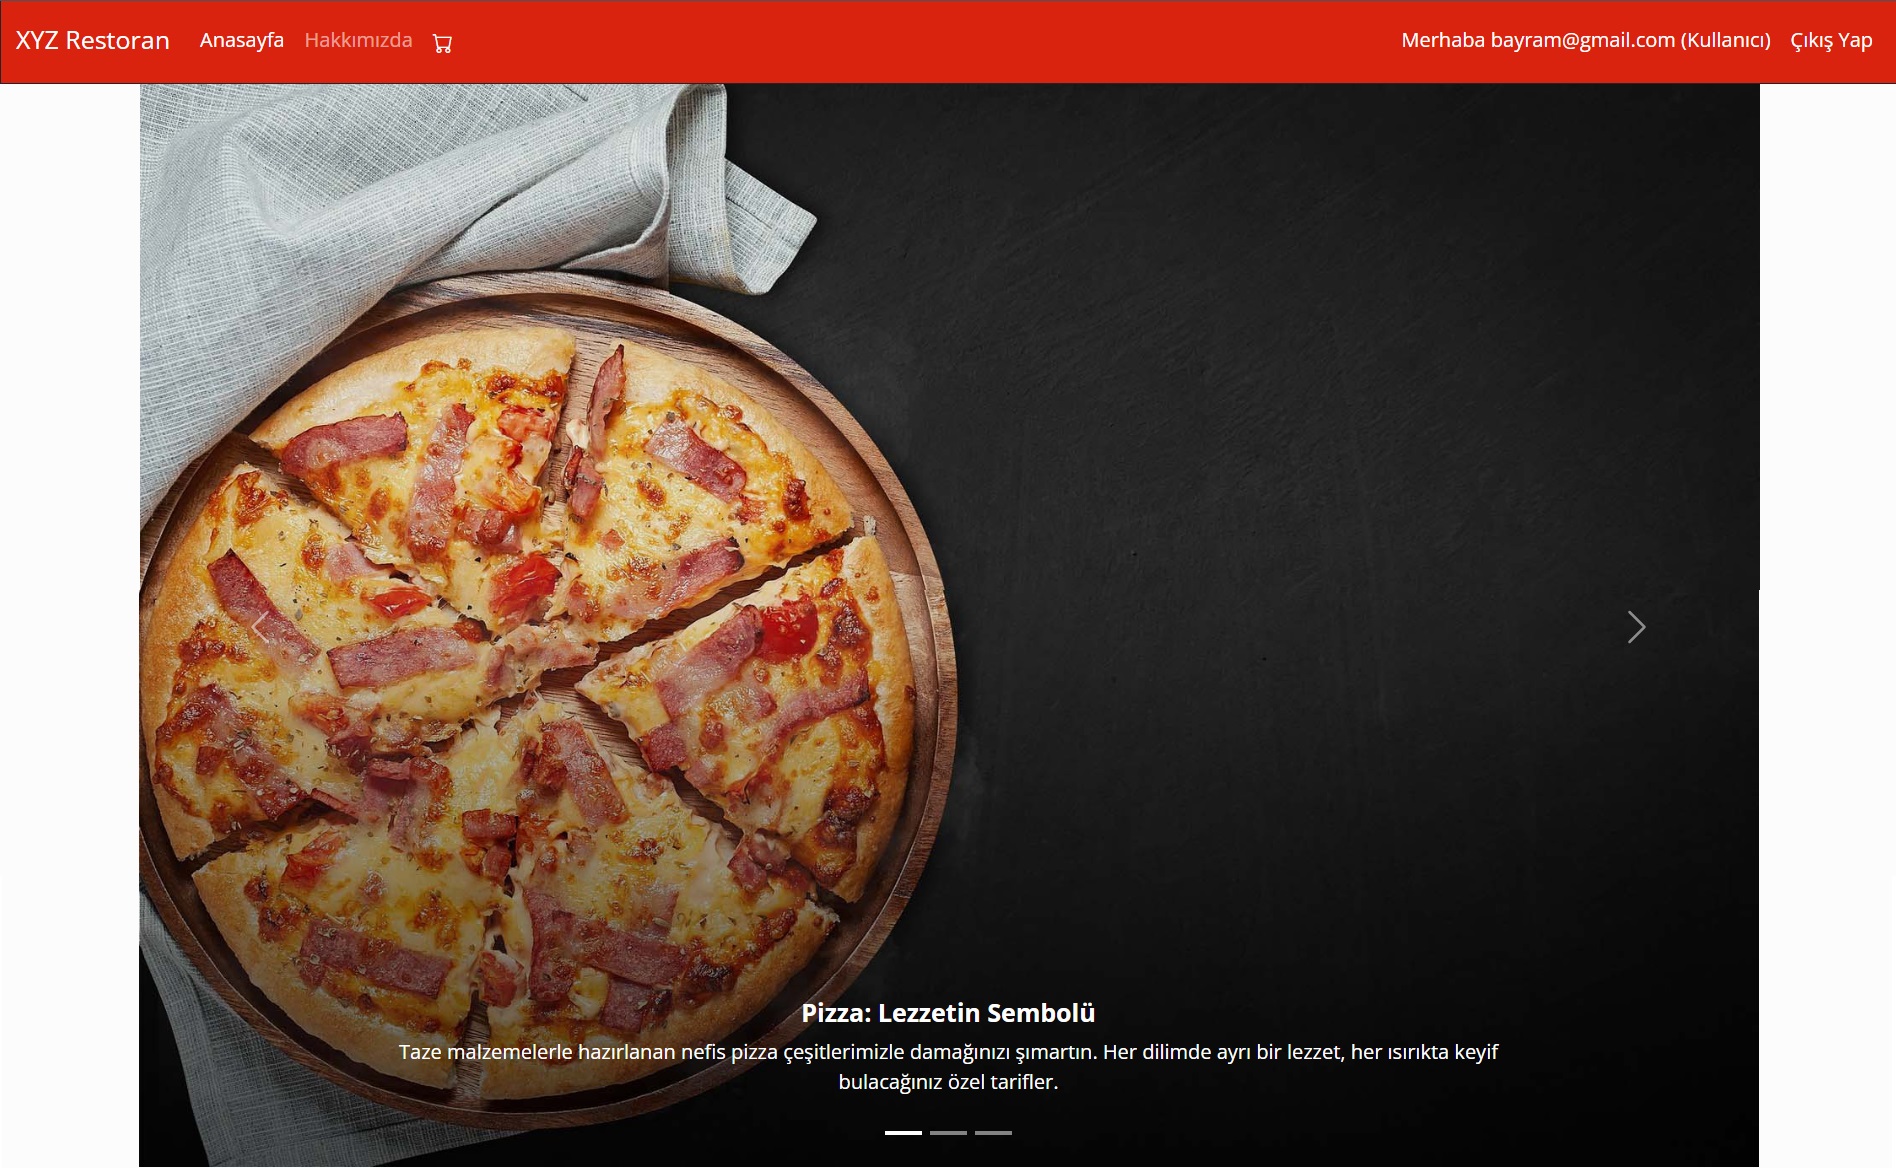 XYZ Restoran Anasayfa Hakkımızda Merhaba bayram@gmail.com (Kullanıcı) Çıkış Yap
Pizza: Lezzetin Sembolü
Taze malzemelerle hazırlanan nefis pizza çeşitlerimizle damağınızı şımartın. Her dilimde ayrı bir lezzet, her ısırıkta keyif
bulacağınız özel tarifler.